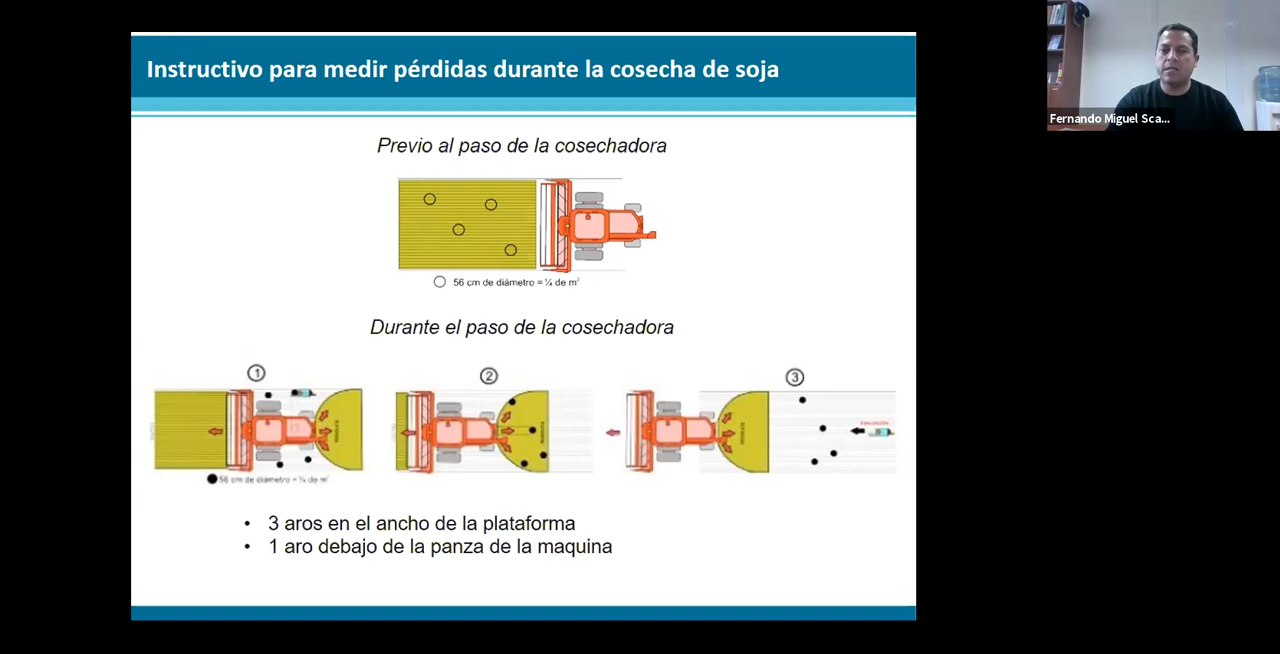 Instructivo para medir pérdidas durante la cosecha de soja
Fernando Miguel Sca...
Previo al paso de la cosechadora
56 cm de diámetro = ¼ de m²
Durante el paso de la cosechadora
1
2
3
56 cm de diámetro = ¼ de m²
• 3 aros en el ancho de la plataforma
• 1 aro debajo de la panza de la maquina